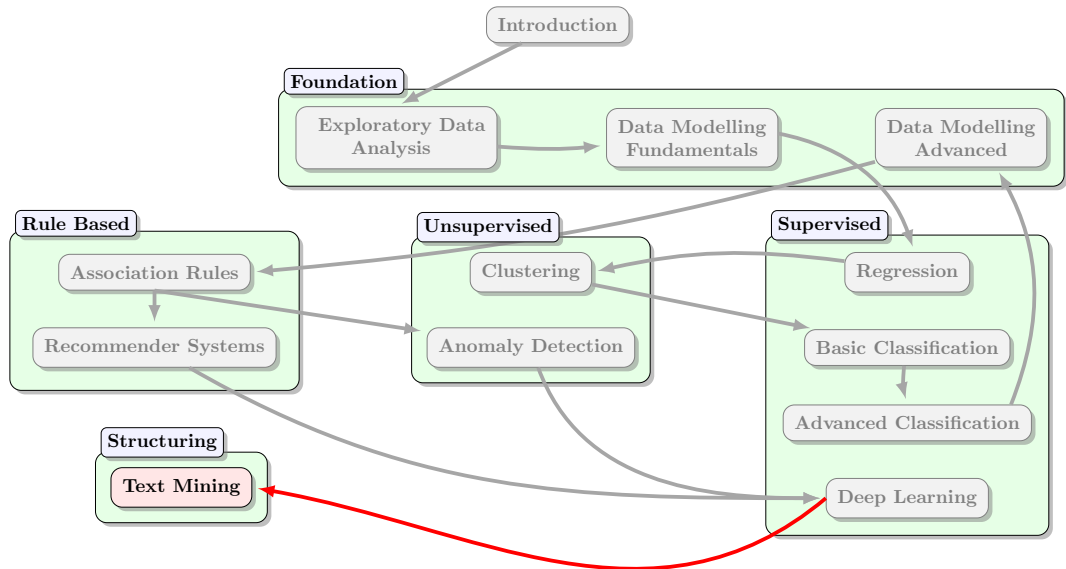 Introduction
Foundation
Exploratory Data
Analysis
Data Modelling
Fundamentals
Data Modelling
Advanced
Rule Based
Association Rules
Recommender Systems
Unsupervised
Clustering
Anomaly Detection
Supervised
Regression
Basic Classification
Advanced Classification
Deep Learning
Structuring
Text Mining